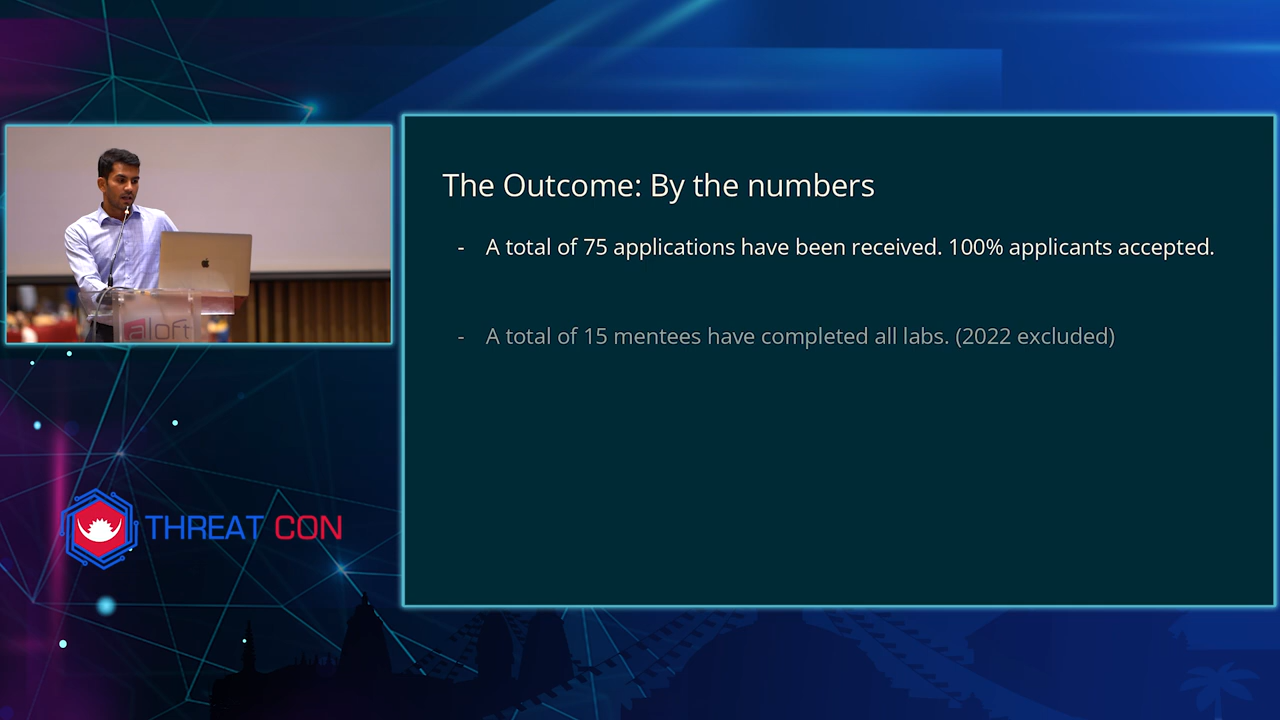 The Outcome: By the numbers
- A total of 75 applications have been received. 100% applicants accepted.
- A total of 15 mentees have completed all labs. (2022 excluded)
aloft
THREAT CON